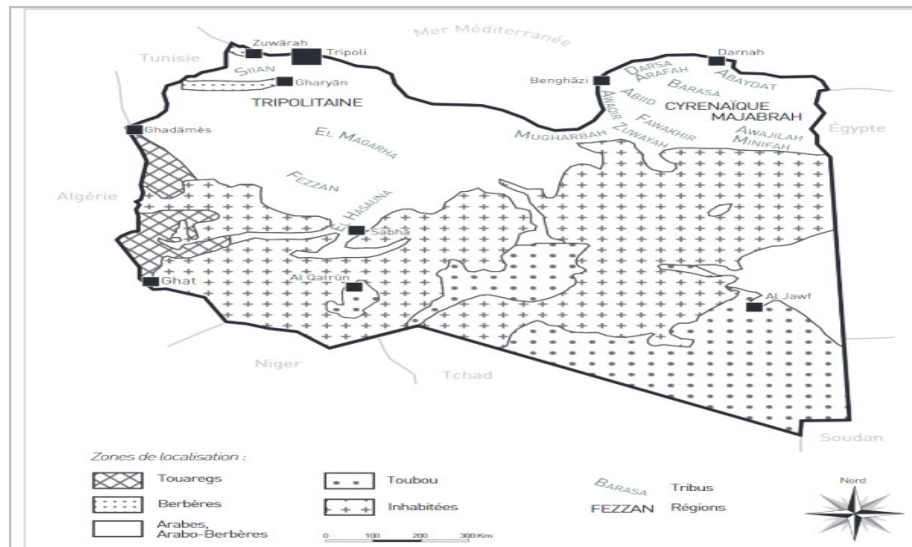 Mer Méditerranée
Zuwārah
Tripoli
Tunisie
SIIAN
Gharyān
TRIPOLITAINE
Darnah
DARSA
ARAFAH
ABAYDAT
Benghāzi
BARASA
ABIID
CYRENAÏQUE
MAJABRAH
AWAQIR
FAWAKHIR
ZUWAYAH
AWAJILAH
MINIFAH
MUGHARBAH
Égypte
Ghadāmès
EL MAGARHA
Algérie
FEZZAN
EL HASAUNA
Sabhā
Ghat
Al Qatrūn
Al Jawf
Niger
Tchad
Soudan
Zones de localisation :
Touaregs
Berbères
Arabes,
Arabo-Berbères
Toubou
Inhabitées
BARASA Tribus
FEZZAN Régions
Nord
0 100 200 300 Km